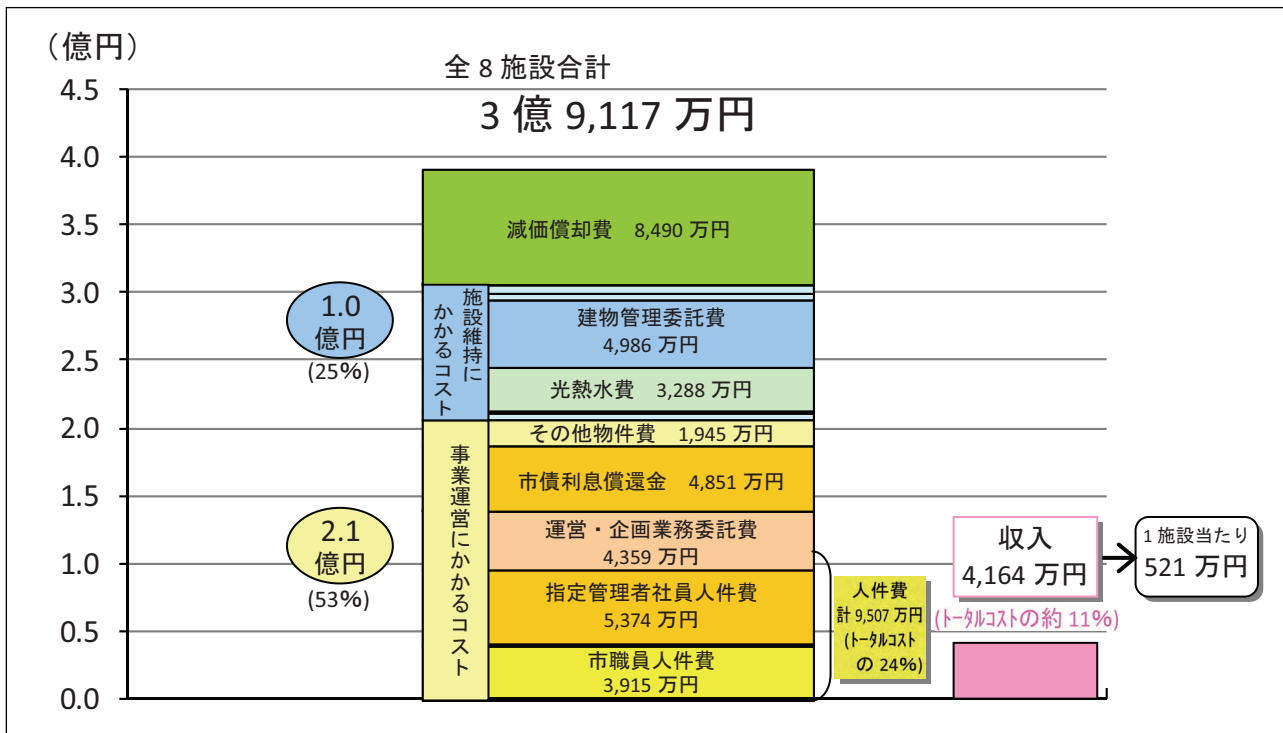 （億円）
全 8 施設合計
3 億 9,117 万円
4.5
4.0
3.5
3.0
2.5
2.0
1.5
1.0
0.5
0.0
減価償却費 8,490 万円
1.0
億円
(25%)
施設維持に
かかるコスト
建物管理委託費
4,986 万円
光熱水費 3,288 万円
2.1
億円
(53%)
事業運営にかかるコスト
その他物件費 1,945 万円
市債利息償還金 4,851 万円
運営・企画業務委託費
4,359 万円
指定管理者社員人件費
5,374 万円
市職員人件費
3,915 万円
人件費
計 9,507 万円
(ﾄｰﾀﾙｺｽﾄ
の 24%)
収入
4,164 万円
(ﾄｰﾀﾙｺｽﾄの約 11%)
1 施設当たり
521 万円